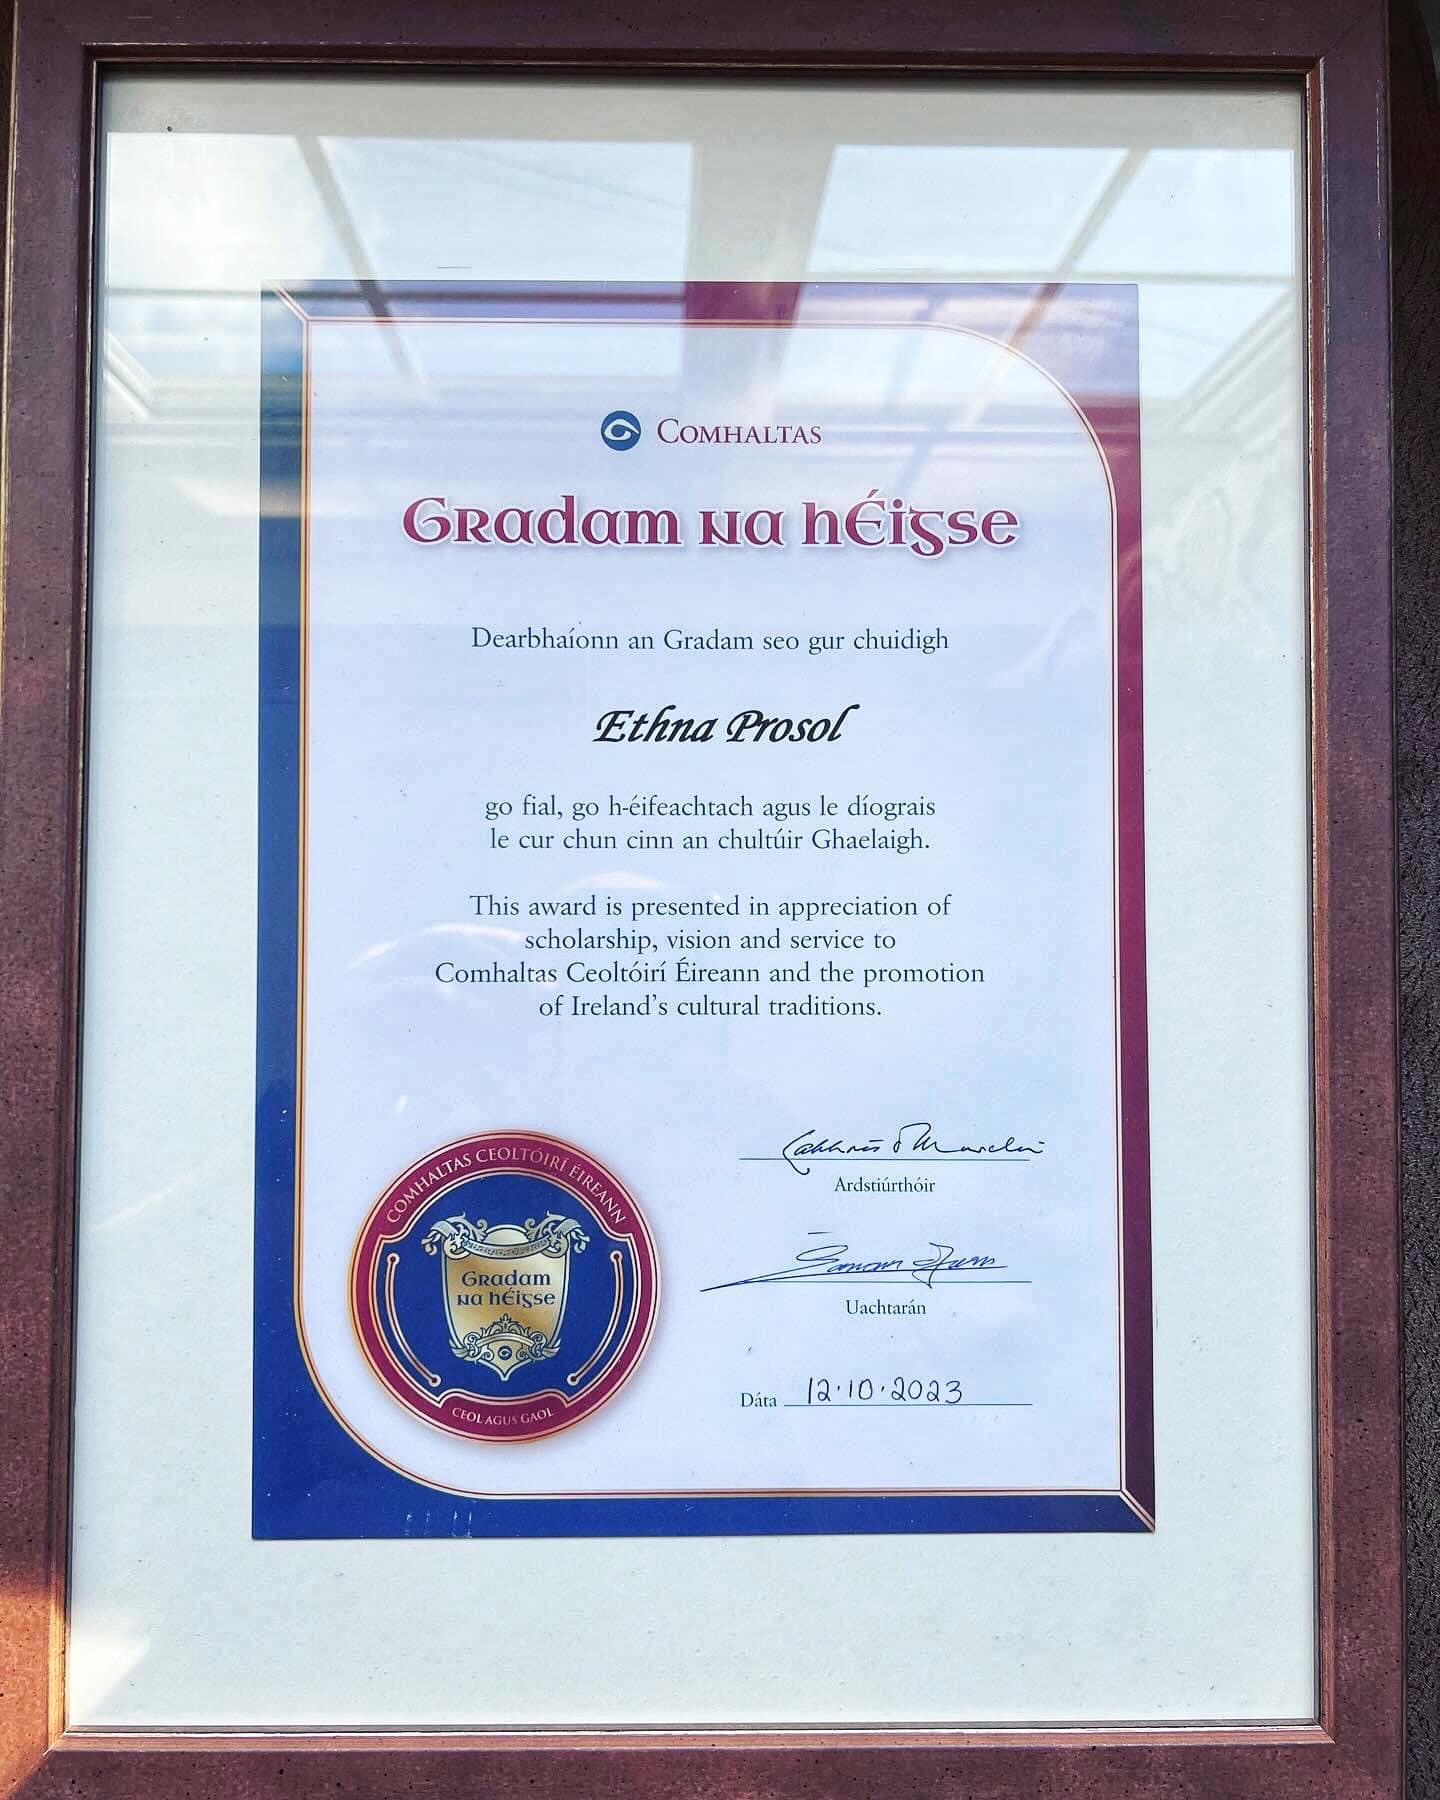 COMHALTAS
Gradam na hÉigse
Dearbhaíonn an Gradam seo gur chuidigh
Ethna Prosol
go fial, go h-éifeachtach agus le díograis
le cur chun cinn an chultúir Ghaelaigh.
This award is presented in appreciation of
scholarship, vision and service to
Comhaltas Ceoltóirí Éireann and the promotion
of Ireland's cultural traditions.
Ardstiúrthóir
Uachtarán
Dáta 12.10.2023
COMHALTAS CEOLTÓIRÍ ÉIREANN
Gradam
na hÉigse
CEOL AGUS GAOL